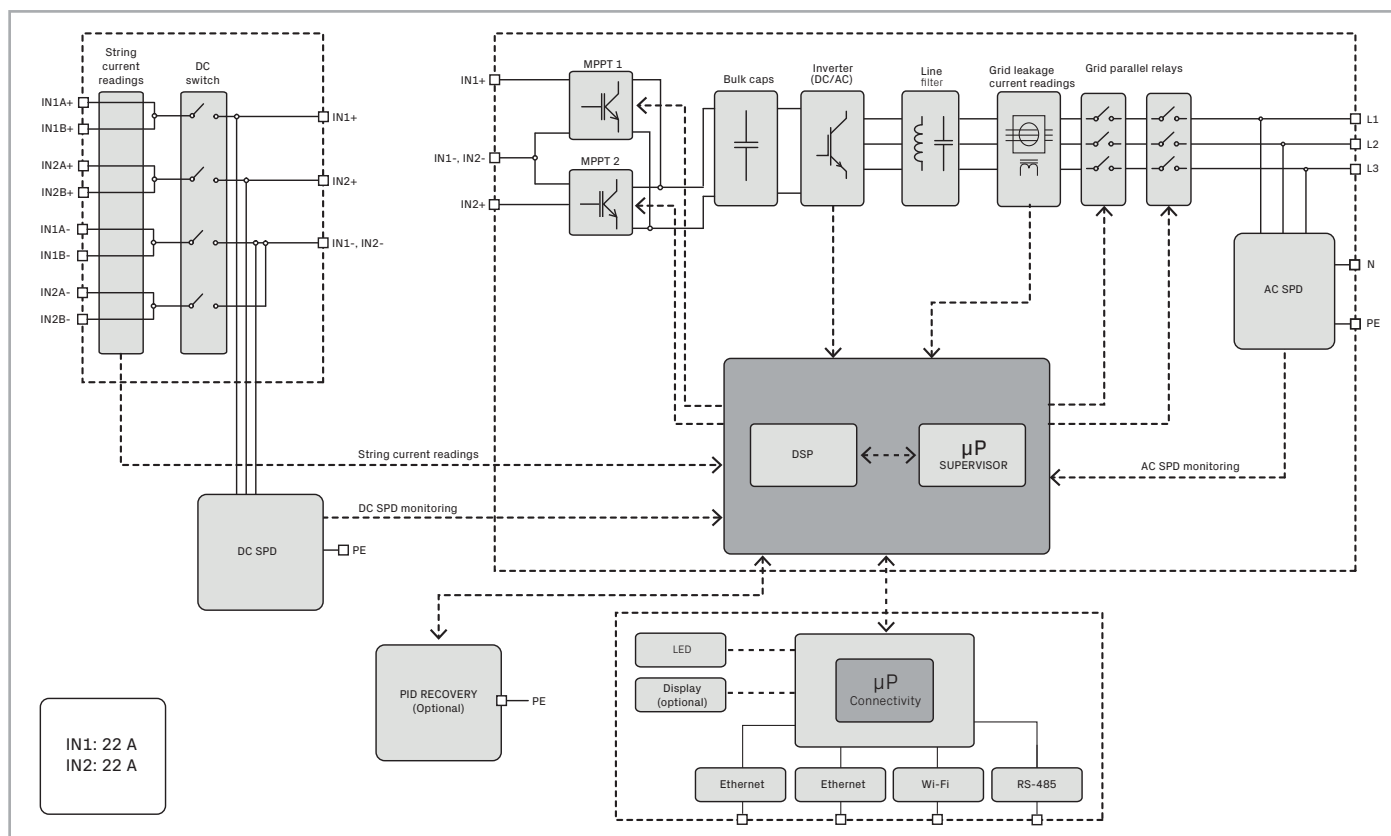 String
current
readings
DC
switch
IN1A+
IN1B+
IN2A+
IN2B+
IN1A-
IN1B-
IN2A-
IN2B-
IN1+
IN2+
IN1-, IN2-
IN1+
IN1-, IN2-
IN2+
MPPT 1
MPPT 2
Bulk caps
Inverter
(DC/AC)
Line
filter
Grid leakage
current readings
Grid parallel relays
L1
L2
L3
N
PE
AC SPD
DSP
µP
SUPERVISOR
String current readings
AC SPD monitoring
DC SPD monitoring
DC SPD
PE
PID RECOVERY
(Optional)
PE
LED
Display
(optional)
µP
Connectivity
Ethernet
Ethernet
Wi-Fi
RS-485
IN1: 22 A
IN2: 22 A